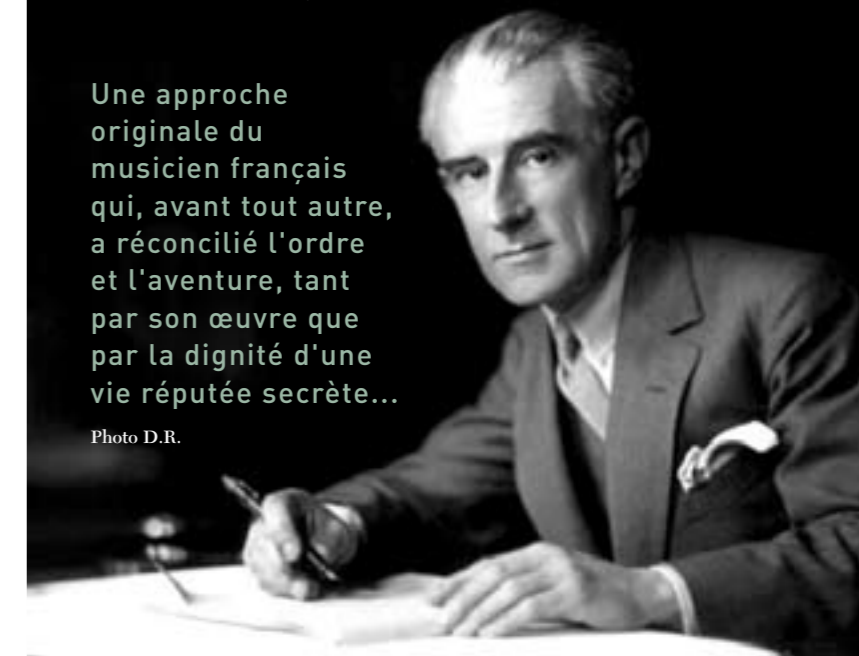 Une approche
originale du
musicien français
qui, avant tout autre,
a réconcilié l'ordre
et l'aventure, tant
par son œuvre que
par la dignité d'une
vie réputée secrète...
Photo D.R.